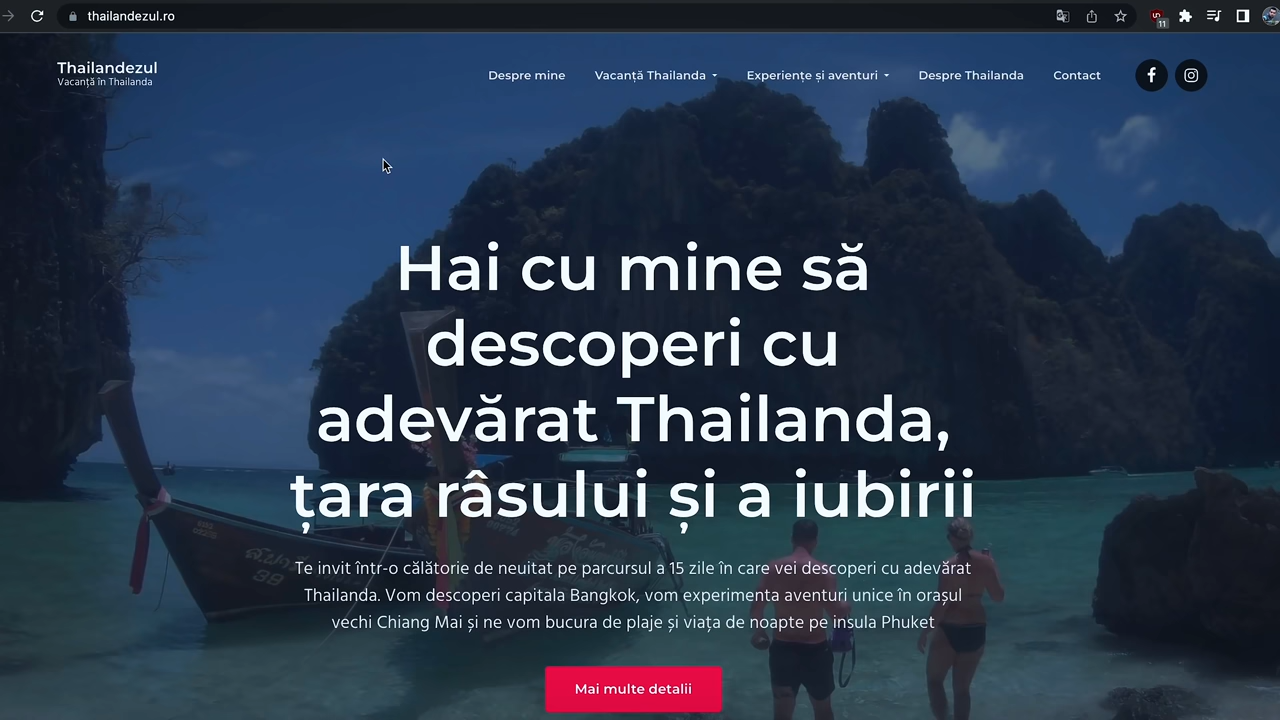 thailandezul.ro
11
Thailandezul
Vacanță în Thailanda
Despre mine
Vacanță Thailanda
Experiențe și aventuri
Despre Thailanda
Contact
Hai cu mine să
descoperi cu
adevărat Thailanda,
țara râsului și a iubirii
Te invit într-o călătorie de neuitat pe parcursul a 15 zile în care vei descoperi cu adevărat
Thailanda. Vom descoperi capitala Bangkok, vom experimenta aventuri unice în orașul
vechi Chiang Mai și ne vom bucura de plaje și viața de noapte pe insula Phuket
Mai multe detalii